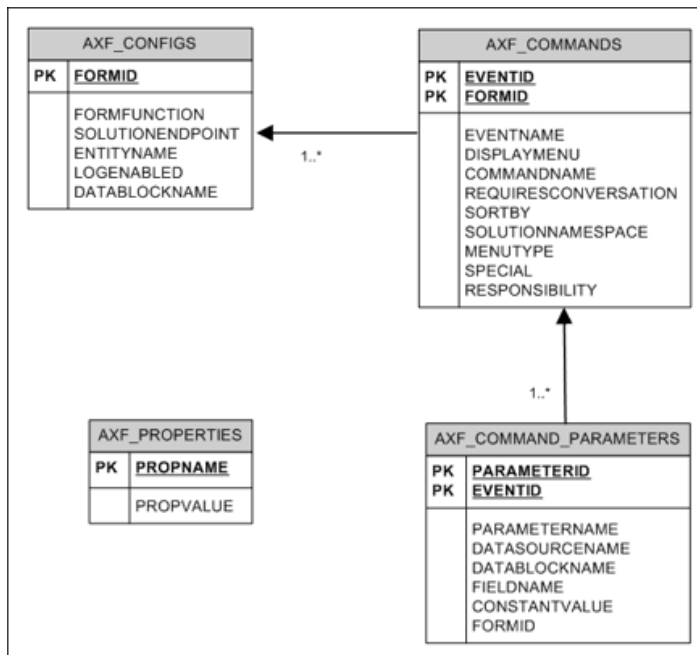 AXF_CONFIGS
PK FORMID
FORMFUNCTION
SOLUTIONENDPOINT
ENTITYNAME
LOGENABLED
DATABLOCKNAME
1..*
AXF_COMMANDS
PK EVENTID
PK FORMID
EVENTNAME
DISPLAYMENU
COMMANDNAME
REQUIRESCONVERSATION
SORTBY
SOLUTIONNAMESPACE
MENUTYPE
SPECIAL
RESPONSIBILITY
1..*
AXF_PROPERTIES
PK PROPNAME
PROPVALUE
AXF_COMMAND_PARAMETERS
PK PARAMETERID
PK EVENTID
PARAMETERNAME
DATASOURCENAME
DATABLOCKNAME
FIELDNAME
CONSTANTVALUE
FORMID